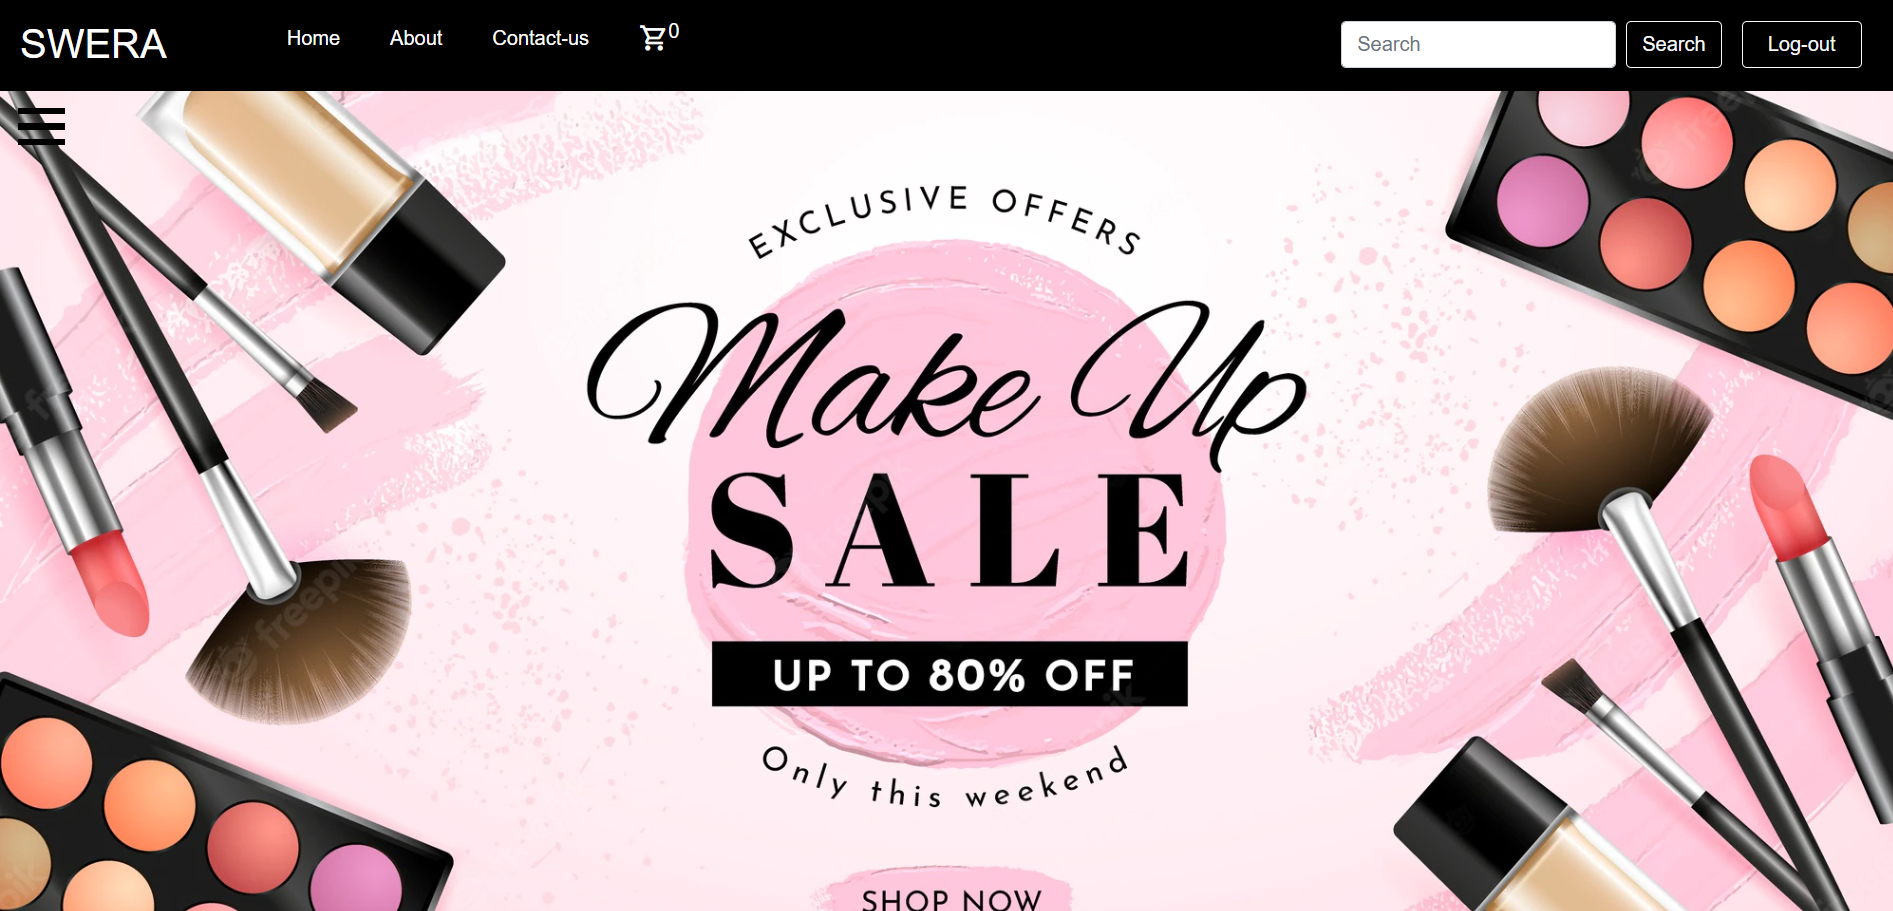 SWERA
Home
About
Contact-us
0
Search
Search
Log-out
EXCLUSIVE OFFERS
Make Up
SALE
UP TO 80% OFF
Only this weekend
SHOP NOW
freepik